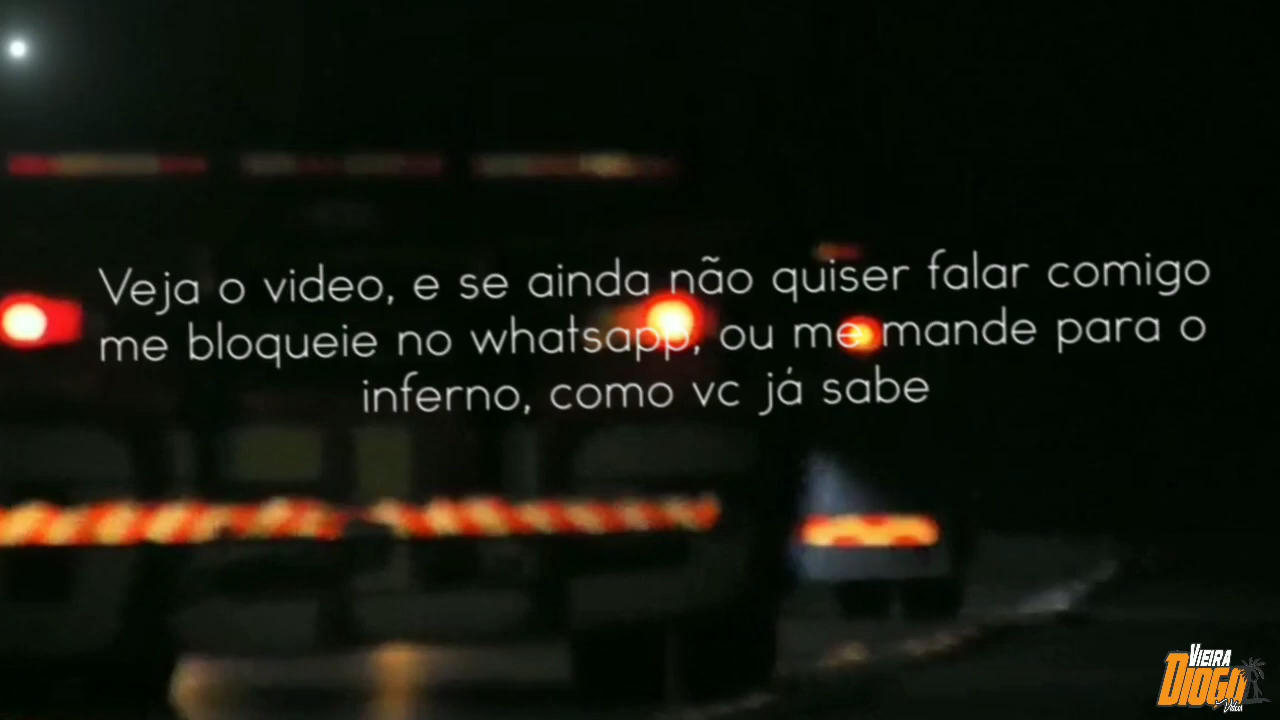 Veja o video, e se ainda não quiser falar comigo
me bloqueie no whatsapp, ou me mande para o
inferno, como vc já sabe
VIEIRA
DIOGO
Vídeos